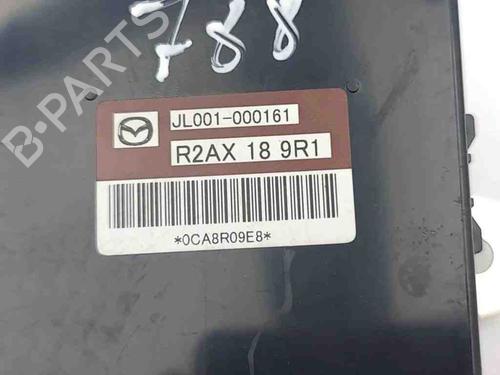 788
B-PARTS
JL001-000161
R2AX 18 9R1
*0CA8R09E8*